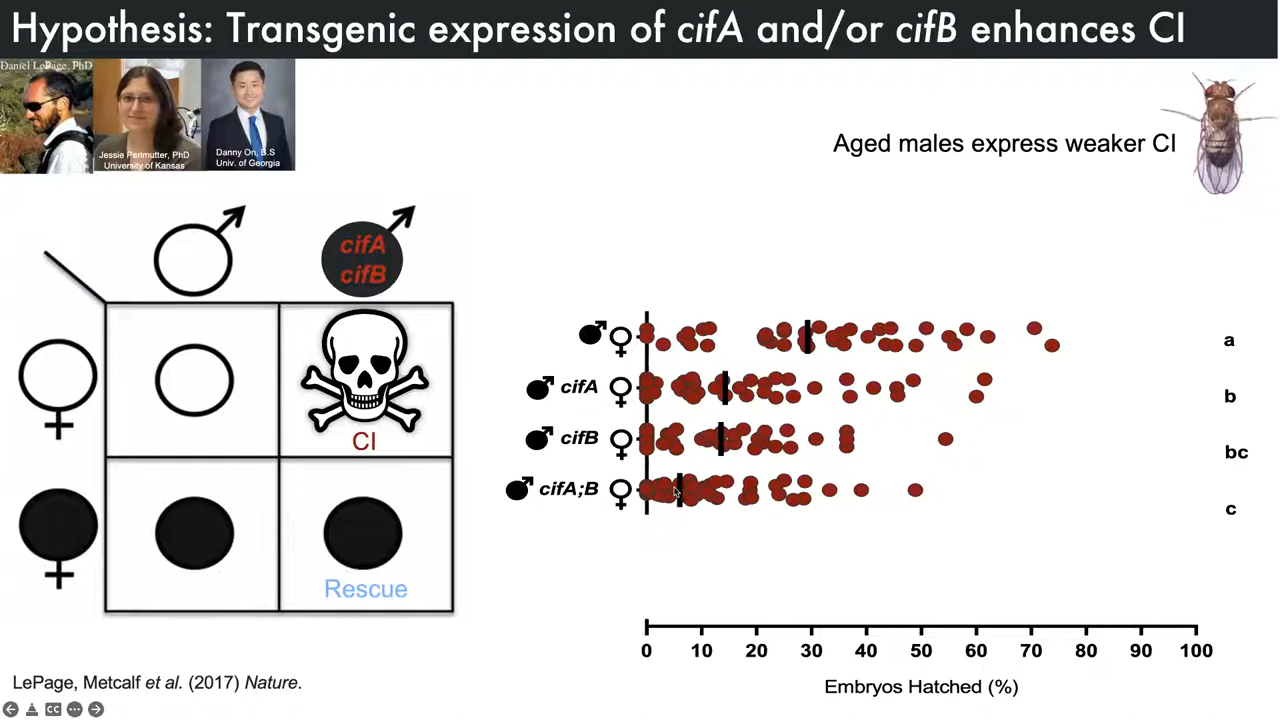 Hypothesis: Transgenic expression of cifA and/or cifB enhances CI
Daniel LePage, PhD
Jessie Perlmutter, PhD
University of Kansas
Danny On, B.S
Univ. of Georgia
Aged males express weaker CI
cifA
cifB
CI
Rescue
a
cifA
b
cifB
bc
cifA;B
c
0 10 20 30 40 50 60 70 80 90 100
Embryos Hatched (%)
LePage, Metcalf et al. (2017) Nature.
CC